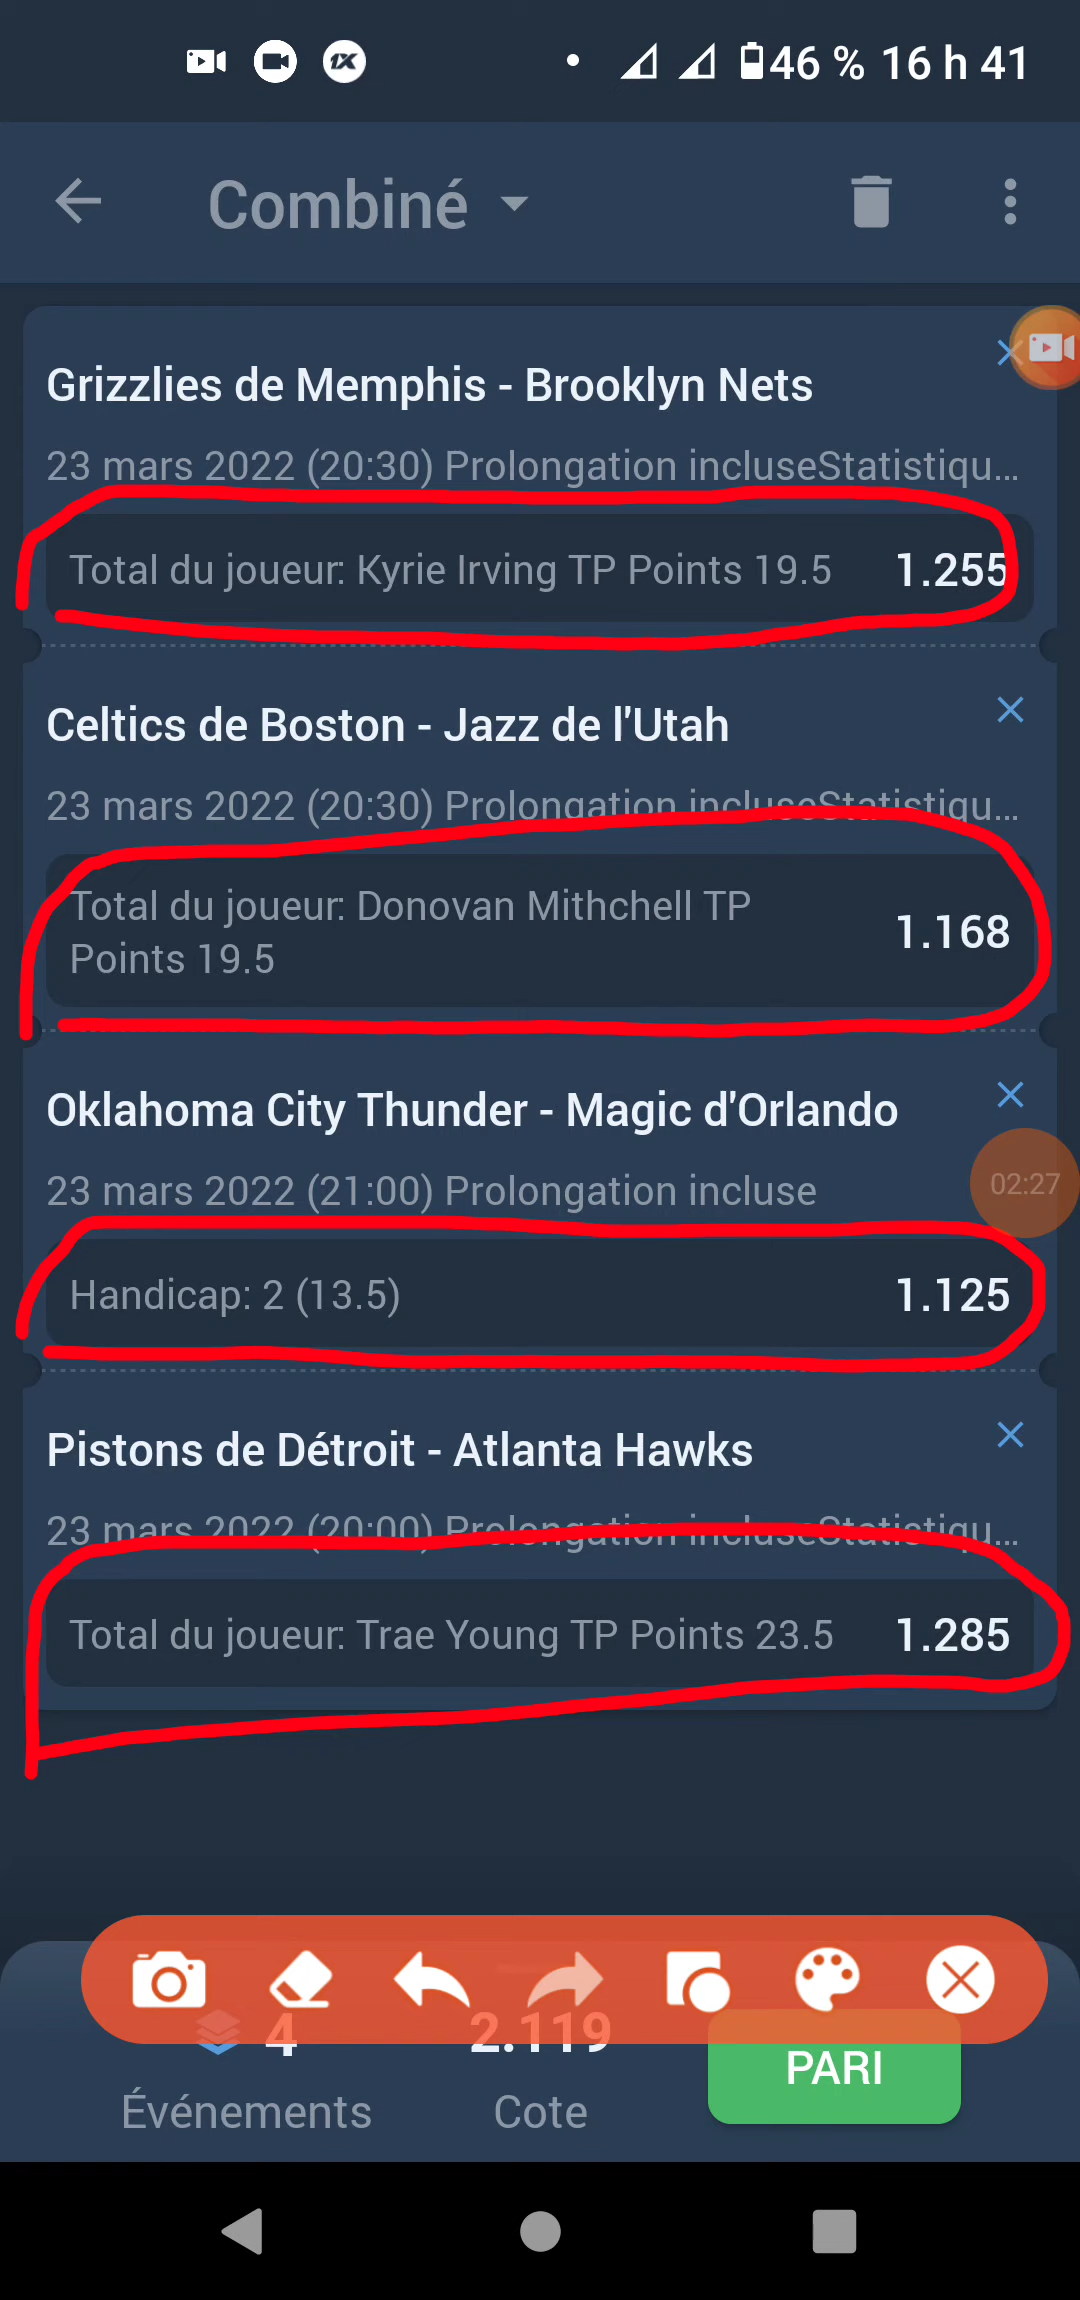 46 % 16 h 41
Combiné
Grizzlies de Memphis - Brooklyn Nets
23 mars 2022 (20:30) Prolongation incluseStatistiqu...
Total du joueur: Kyrie Irving TP Points 19.5 1.255
Celtics de Boston - Jazz de l'Utah
23 mars 2022 (20:30) Prolongation incluseStatistiqu...
Total du joueur: Donovan Mithchell TP
Points 19.5
1.168
Oklahoma City Thunder - Magic d'Orlando
23 mars 2022 (21:00) Prolongation incluse
02:27
Handicap: 2 (13.5) 1.125
Pistons de Détroit - Atlanta Hawks
23 mars 2022 (20:00) Prolongation incluseStatistiqu...
Total du joueur: Trae Young TP Points 23.5 1.285
4 2.119
PARI
Événements Cote